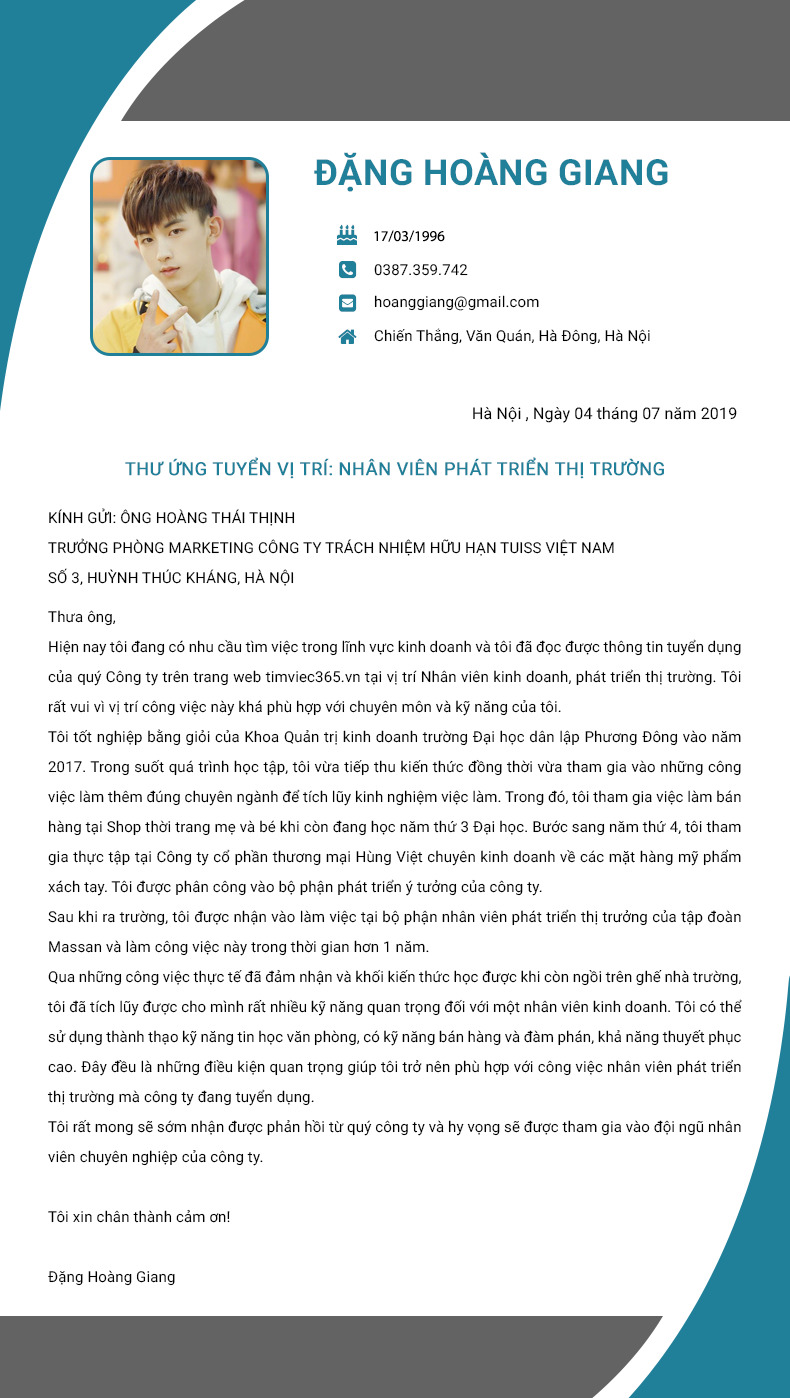 ĐẶNG HOÀNG GIANG
17/03/1996
0387.359.742
hoanggiang@gmail.com
Chiến Thắng, Văn Quán, Hà Đông, Hà Nội
Hà Nội , Ngày 04 tháng 07 năm 2019
THƯ ỨNG TUYỂN VỊ TRÍ: NHÂN VIÊN PHÁT TRIỂN THỊ TRƯỜNG
KÍNH GỬI: ÔNG HOÀNG THÁI THỊNH
TRƯỞNG PHÒNG MARKETING CÔNG TY TRÁCH NHIỆM HỮU HẠN TUISS VIỆT NAM
SỐ 3, HUỲNH THÚC KHÁNG, HÀ NỘI
Thưa ông,
Hiện nay tôi đang có nhu cầu tìm việc trong lĩnh vực kinh doanh và tôi đã đọc được thông tin tuyển dụng
của quý Công ty trên trang web timviec365.vn tại vị trí Nhân viên kinh doanh, phát triển thị trường. Tôi
rất vui vì vị trí công việc này khá phù hợp với chuyên môn và kỹ năng của tôi.
Tôi tốt nghiệp bằng giỏi của Khoa Quản trị kinh doanh trường Đại học dân lập Phương Đông vào năm
2017. Trong suốt quá trình học tập, tôi vừa tiếp thu kiến thức đồng thời vừa tham gia vào những công
việc làm thêm đúng chuyên ngành để tích lũy kinh nghiệm việc làm. Trong đó, tôi tham gia việc làm bán
hàng tại Shop thời trang mẹ và bé khi còn đang học năm thứ 3 Đại học. Bước sang năm thứ 4, tôi tham
gia thực tập tại Công ty cổ phần thương mại Hùng Việt chuyên kinh doanh về các mặt hàng mỹ phẩm
xách tay. Tôi được phân công vào bộ phận phát triển ý tưởng của công ty.
Sau khi ra trường, tôi được nhận vào làm việc tại bộ phận nhân viên phát triển thị trưởng của tập đoàn
Massan và làm công việc này trong thời gian hơn 1 năm.
Qua những công việc thực tế đã đảm nhận và khối kiến thức học được khi còn ngồi trên ghế nhà trường,
tôi đã tích lũy được cho mình rất nhiều kỹ năng quan trọng đối với một nhân viên kinh doanh. Tôi có thể
sử dụng thành thạo kỹ năng tin học văn phòng, có kỹ năng bán hàng và đàm phán, khả năng thuyết phục
cao. Đây đều là những điều kiện quan trọng giúp tôi trở nên phù hợp với công việc nhân viên phát triển
thị trường mà công ty đang tuyển dụng.
Tôi rất mong sẽ sớm nhận được phản hồi từ quý công ty và hy vọng sẽ được tham gia vào đội ngũ nhân
viên chuyên nghiệp của công ty.
Tôi xin chân thành cảm ơn!
Đặng Hoàng Giang